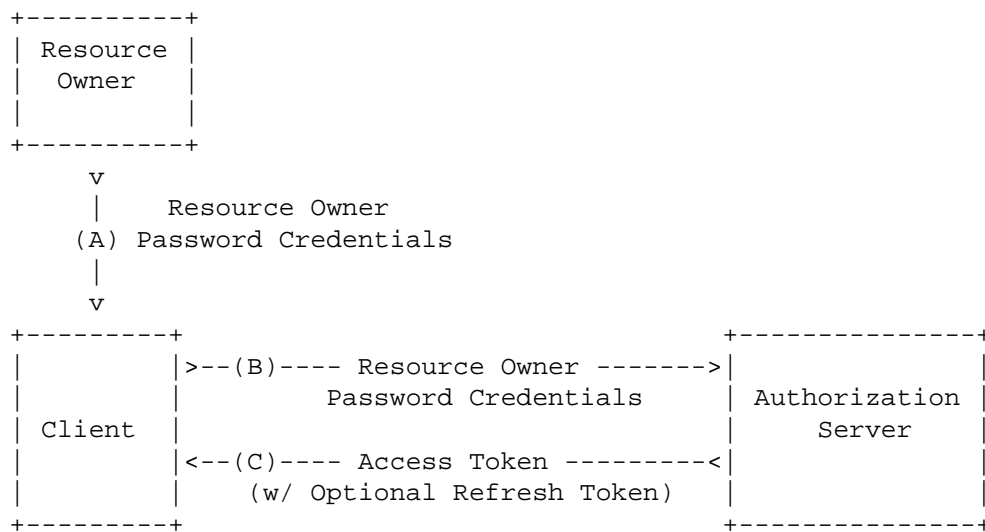 +----------+
| Resource |
|  Owner   |
|          |
+----------+
     v
     |    Resource Owner
    (A) Password Credentials
     |
     v
+---------+                                  +---------------+
|         |>--(B)---- Resource Owner ------->|               |
|         |         Password Credentials     | Authorization |
| Client  |                                  |     Server    |
|         |<--(C)---- Access Token ---------<|               |
|         |    (w/ Optional Refresh Token)   |               |
+---------+                                  +---------------+